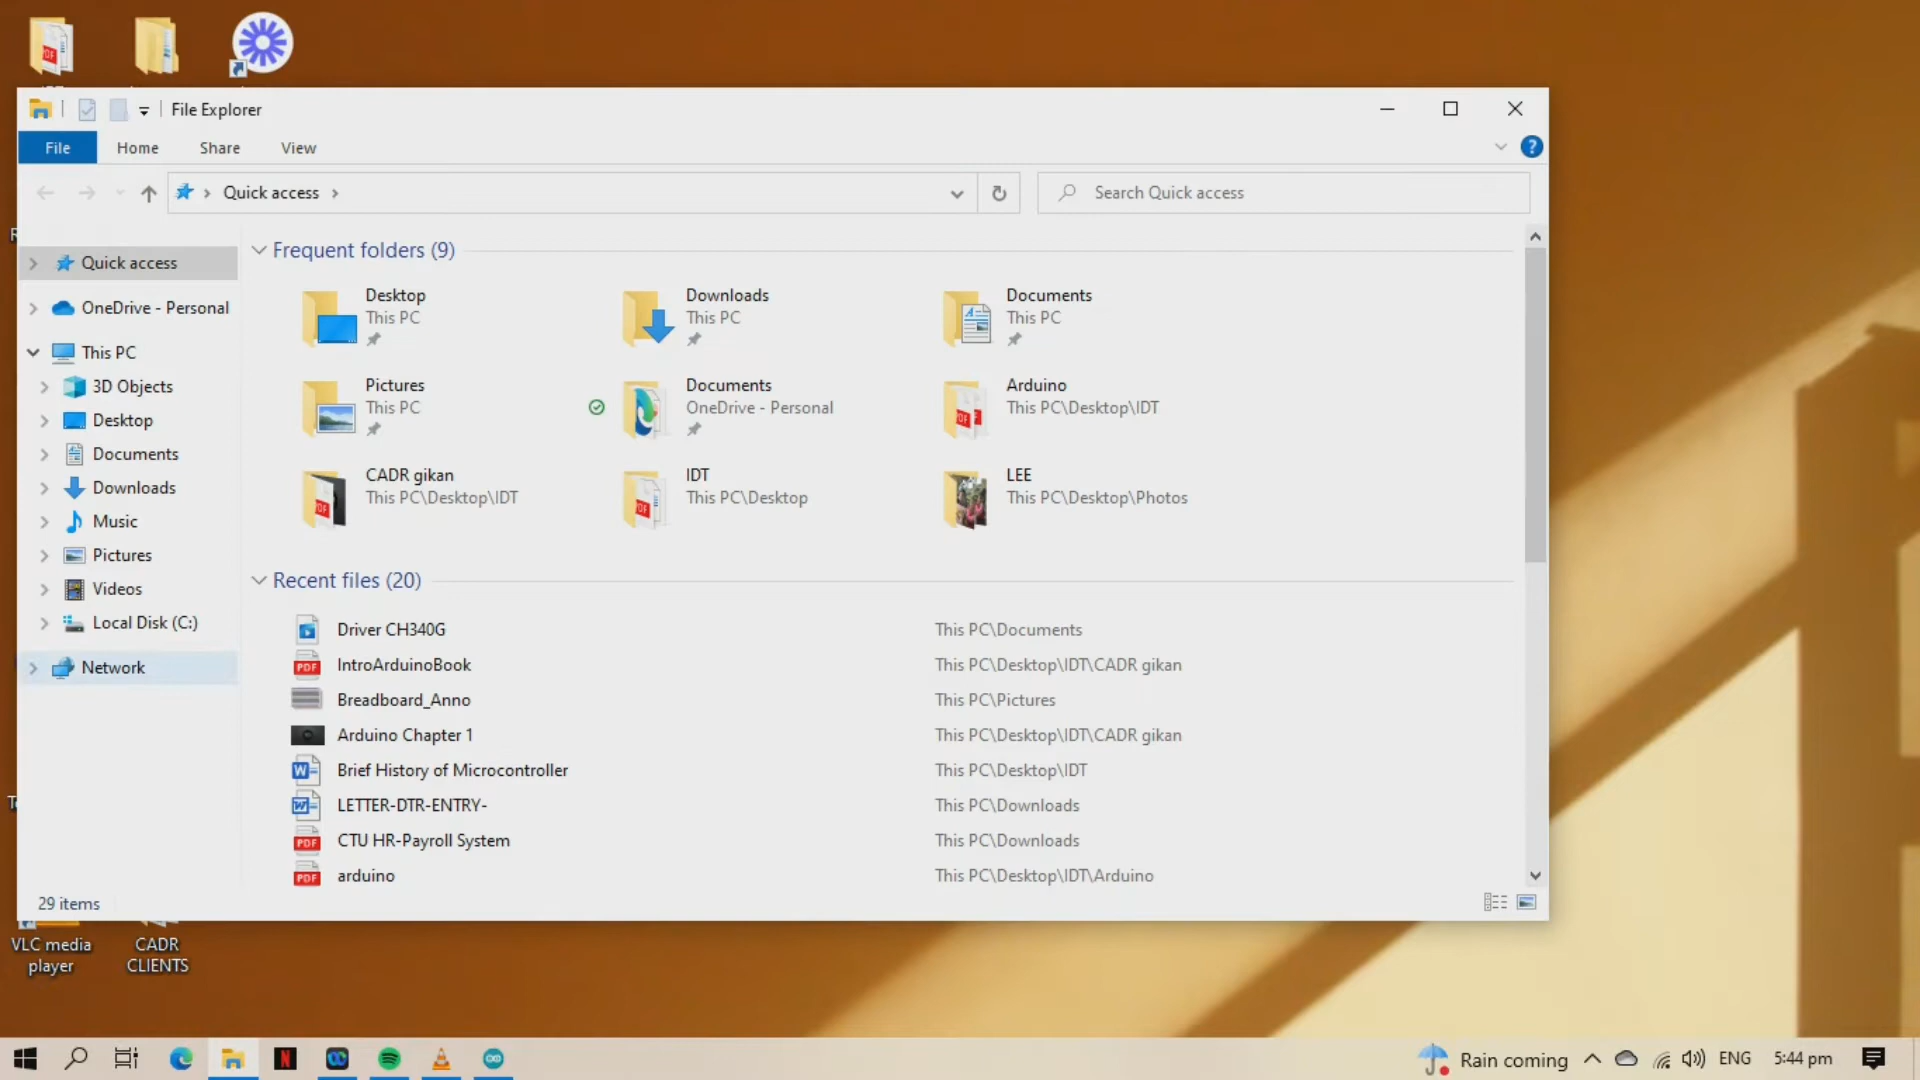 File Explorer
File Home Share View
Quick access
Search Quick access
Quick access
OneDrive - Personal
This PC
3D Objects
Desktop
Documents
Downloads
Music
Pictures
Videos
Local Disk (C:)
Network
Frequent folders (9)
Desktop
This PC
Downloads
This PC
Documents
This PC
Pictures
This PC
Documents
OneDrive - Personal
Arduino
This PC\Desktop\IDT
CADR gikan
This PC\Desktop\IDT
IDT
This PC\Desktop
LEE
This PC\Desktop\Photos
Recent files (20)
Driver CH340G This PC\Documents
IntroArduinoBook This PC\Desktop\IDT\CADR gikan
Breadboard_Anno This PC\Pictures
Arduino Chapter 1 This PC\Desktop\IDT\CADR gikan
Brief History of Microcontroller This PC\Desktop\IDT
LETTER-DTR-ENTRY- This PC\Downloads
CTU HR-Payroll System This PC\Downloads
arduino This PC\Desktop\IDT\Arduino
29 items
VLC media
player
CADR
CLIENTS
Rain coming ENG 5:44 pm